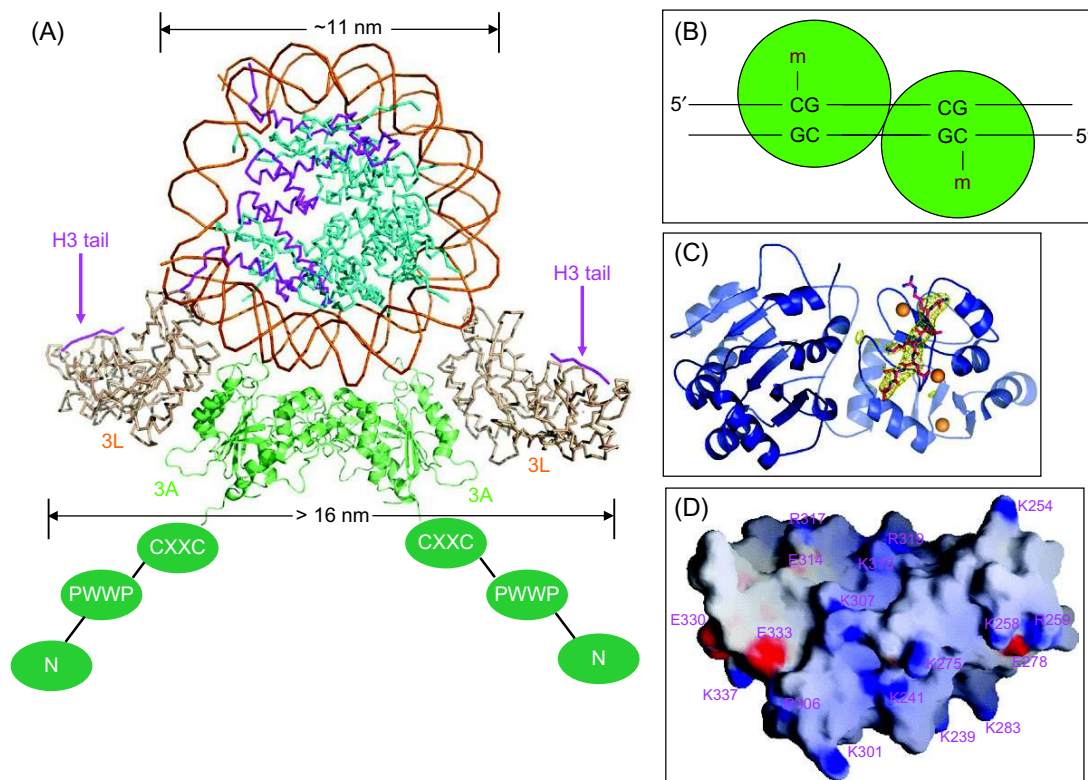 (A)
~11 nm
H3 tail
H3 tail
3L
3L
3A
3A
> 16 nm
CXXC
CXXC
PWWP
PWWP
N
N
(B)
m
5′ CG CG
GC GC 5′
m
(C)
(D)
K254
R317
R319
E314
K307
E330
E333
K258
R259
K275
E278
K337
K241
K283
K239
K301